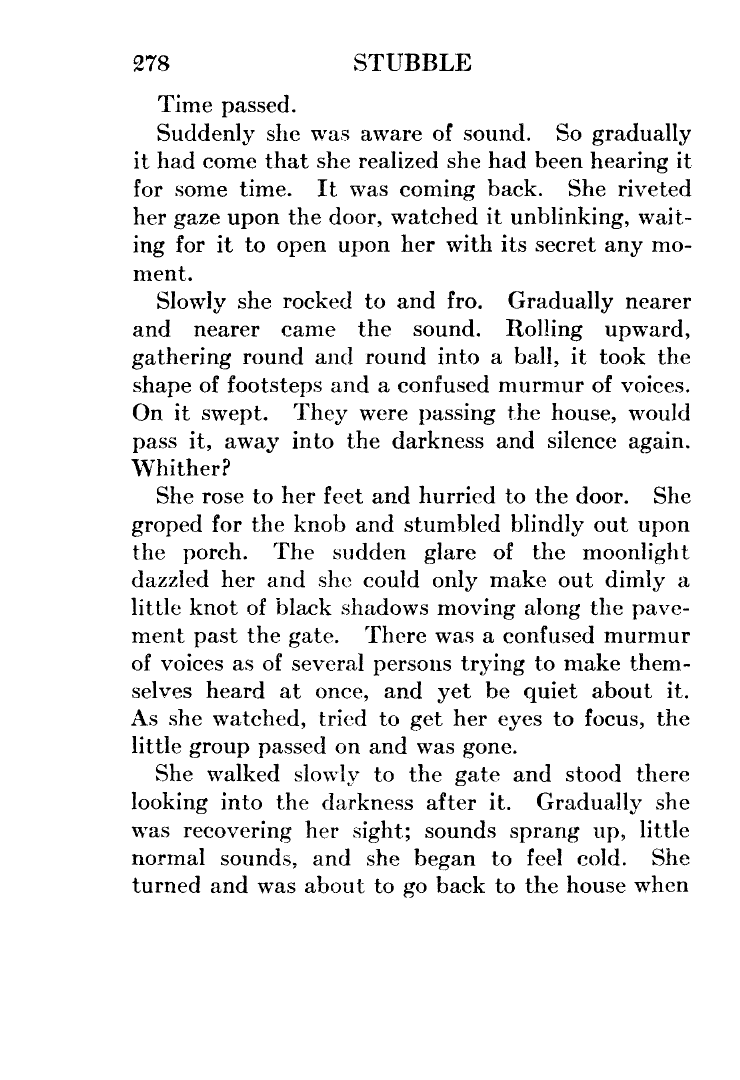 278 STUBBLE
Time passed.
Suddenly she was aware of sound. So gradually
it had come that she realized she had been hearing it
for some time. It was coming back. She riveted
her gaze upon the door, watched it unblinking, wait-
ing for it to open upon her with its secret any mo-
ment.
Slowly she rocked to and fro. Gradually nearer
and nearer came the sound. Rolling upward,
gathering round and round into a ball, it took the
shape of footsteps and a confused murmur of voices.
On it swept. They were passing the house, would
pass it, away into the darkness and silence again.
Whither?
She rose to her feet and hurried to the door. She
groped for the knob and stumbled blindly out upon
the porch. The sudden glare of the moonlight
dazzled her and she could only make out dimly a
little knot of black shadows moving along the pave-
ment past the gate. There was a confused murmur
of voices as of several persons trying to make them-
selves heard at once, and yet be quiet about it.
As she watched, tried to get her eyes to focus, the
little group passed on and was gone.
She walked slowly to the gate and stood there
looking into the darkness after it. Gradually she
was recovering her sight; sounds sprang up, little
normal sounds, and she began to feel cold. She
turned and was about to go back to the house when